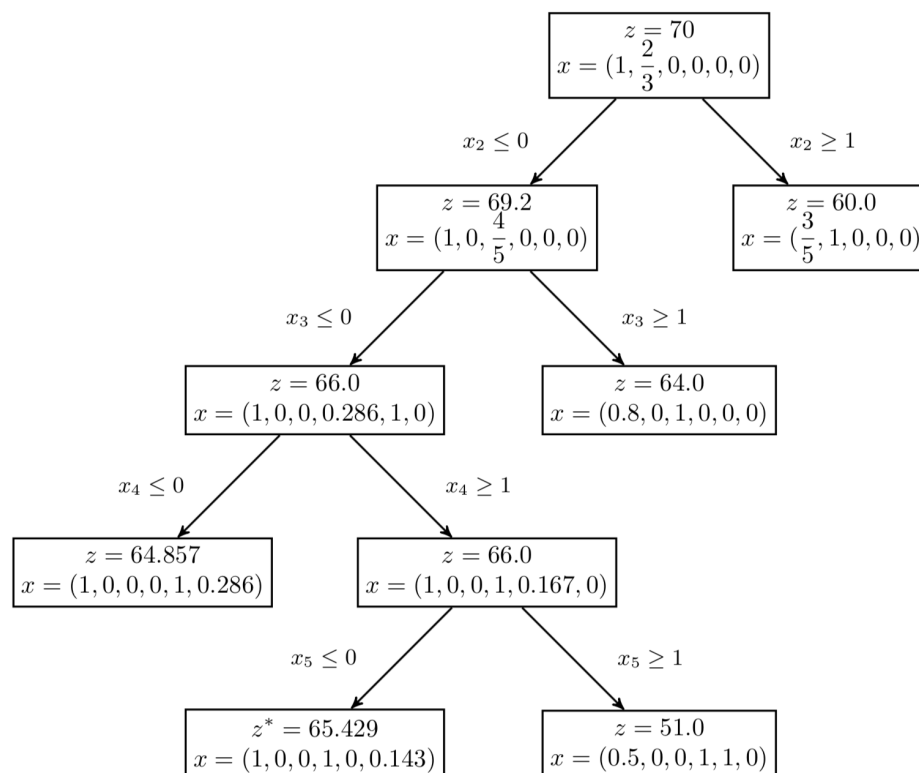 z = 70
x = (1, 2/3, 0, 0, 0, 0)
x₂ ≤ 0
x₂ ≥ 1
z = 69.2
x = (1, 0, 4/5, 0, 0, 0)
z = 60.0
x = (3/5, 1, 0, 0, 0)
x₃ ≤ 0
x₃ ≥ 1
z = 66.0
x = (1, 0, 0, 0.286, 1, 0)
z = 64.0
x = (0.8, 0, 1, 0, 0, 0)
x₄ ≤ 0
x₄ ≥ 1
z = 64.857
x = (1, 0, 0, 0, 1, 0.286)
z = 66.0
x = (1, 0, 0, 1, 0.167, 0)
x₅ ≤ 0
x₅ ≥ 1
z* = 65.429
x = (1, 0, 0, 1, 0, 0.143)
z = 51.0
x = (0.5, 0, 0, 1, 1, 0)